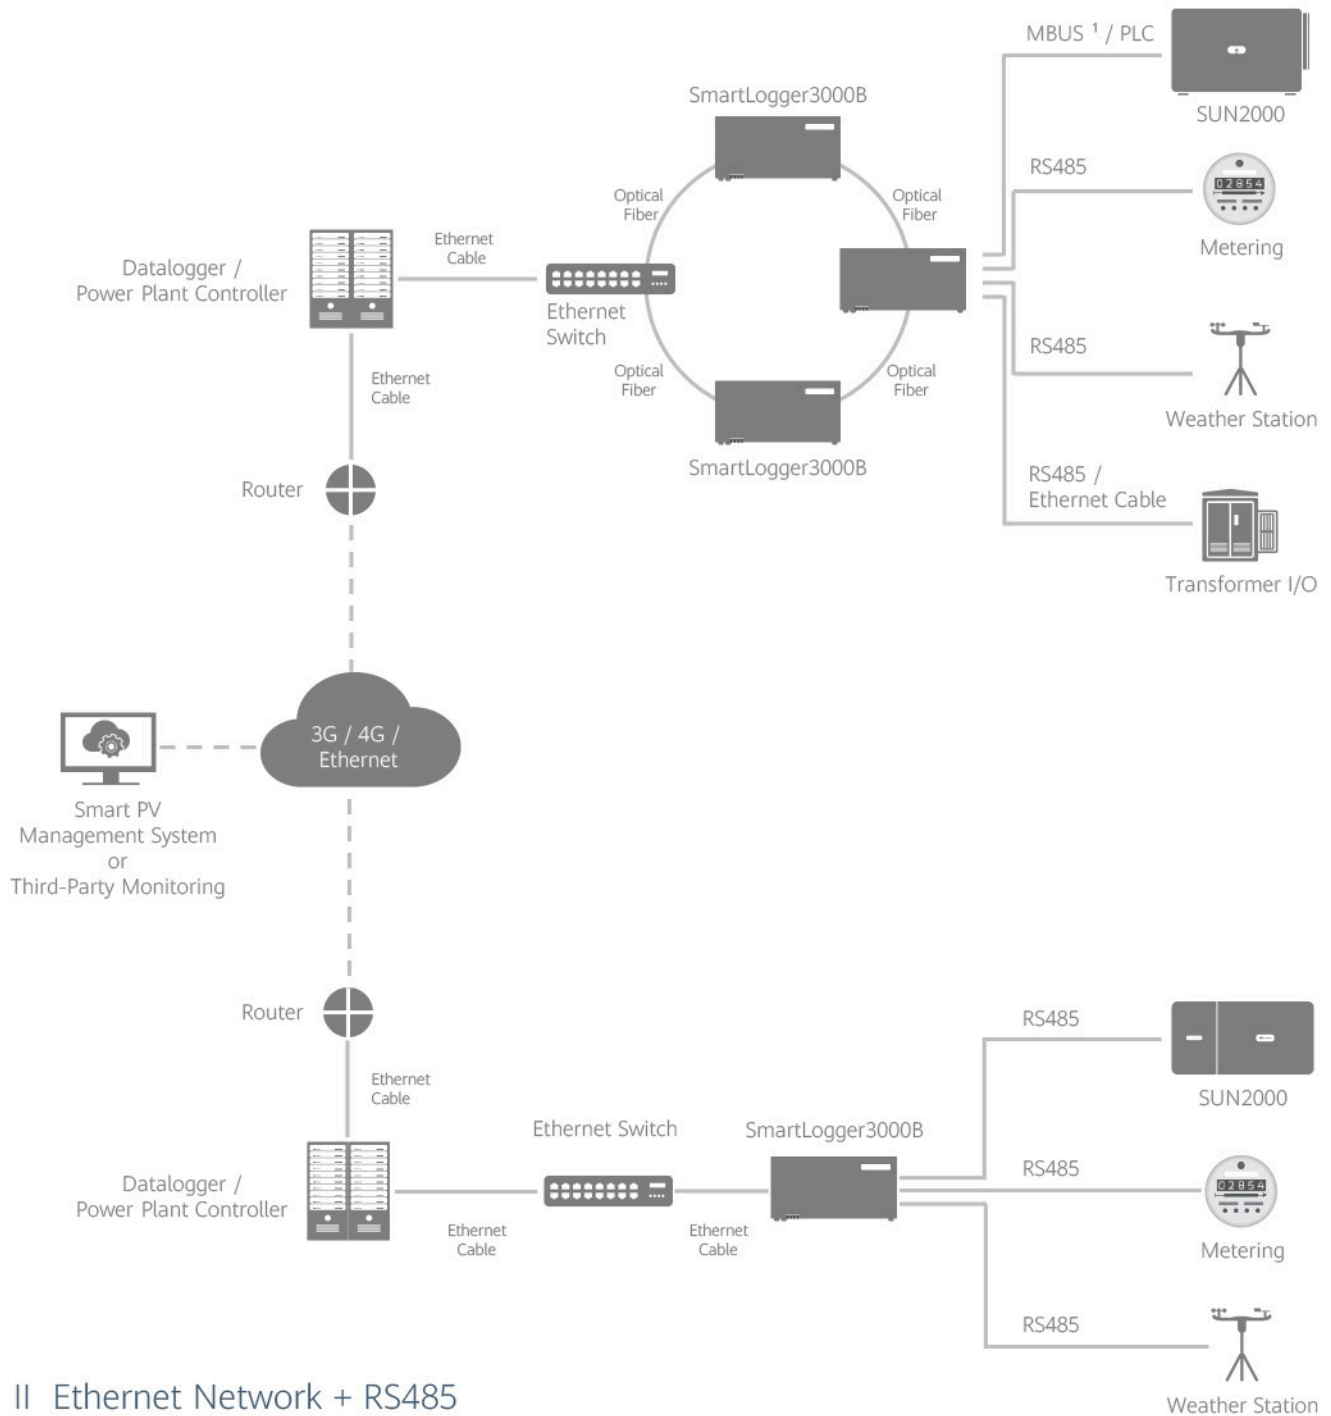 MBUS ¹ / PLC
SUN2000
SmartLogger3000B
RS485
02854
Metering
Optical
Fiber
Optical
Fiber
Ethernet
Cable
Datalogger /
Power Plant Controller
Ethernet
Switch
RS485
Weather Station
Optical
Fiber
Optical
Fiber
Ethernet
Cable
SmartLogger3000B
RS485 /
Ethernet Cable
Router
Transformer I/O
3G / 4G /
Ethernet
Smart PV
Management System
or
Third-Party Monitoring
Router
RS485
SUN2000
Ethernet
Cable
Ethernet Switch
SmartLogger3000B
RS485
02854
Metering
Datalogger /
Power Plant Controller
Ethernet
Cable
Ethernet
Cable
RS485
Weather Station
II Ethernet Network + RS485